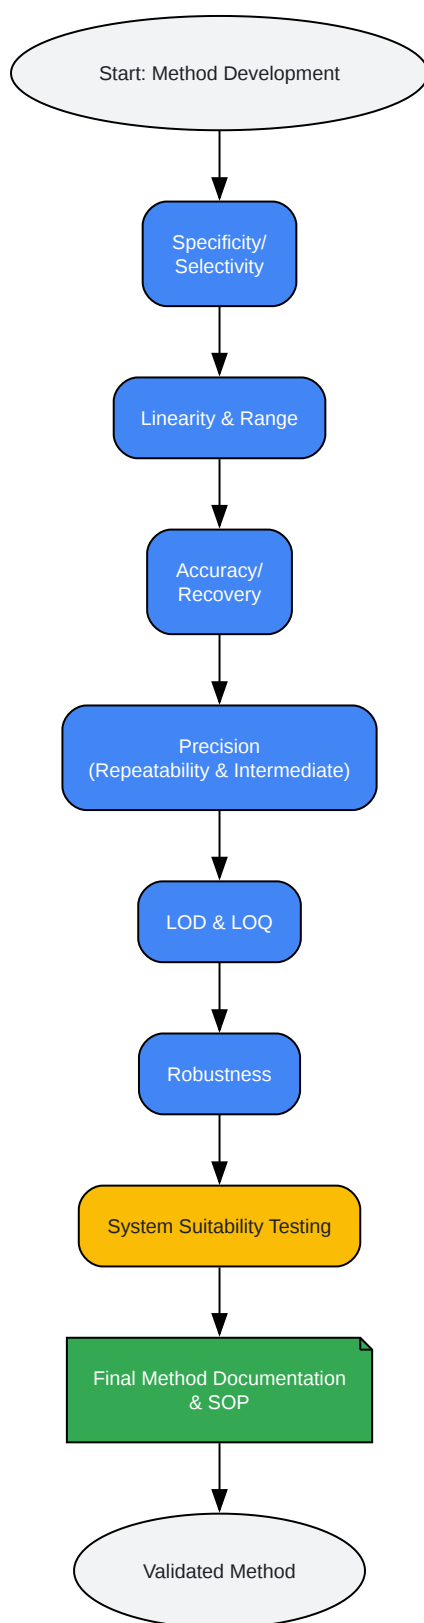 Start: Method Development
Specificity/
Selectivity
Linearity & Range
Accuracy/
Recovery
Precision
(Repeatability & Intermediate)
LOD & LOQ
Robustness
System Suitability Testing
Final Method Documentation
& SOP
Validated Method